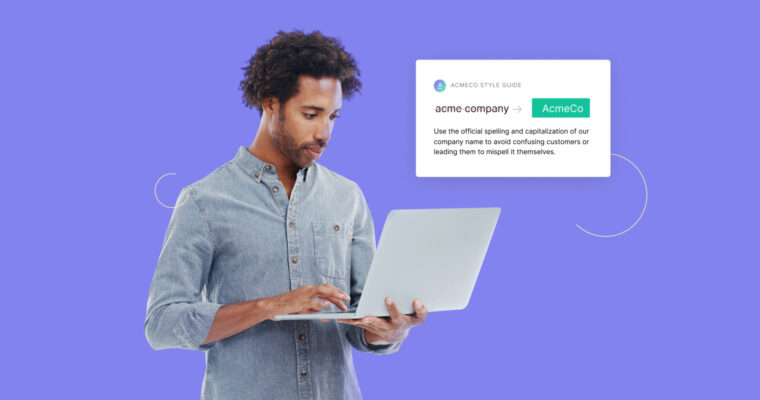 A ACMECO STYLE GUIDE
acme company → AcmeCo
Use the official spelling and capitalization of our
company name to avoid confusing customers or
leading them to mispell it themselves.